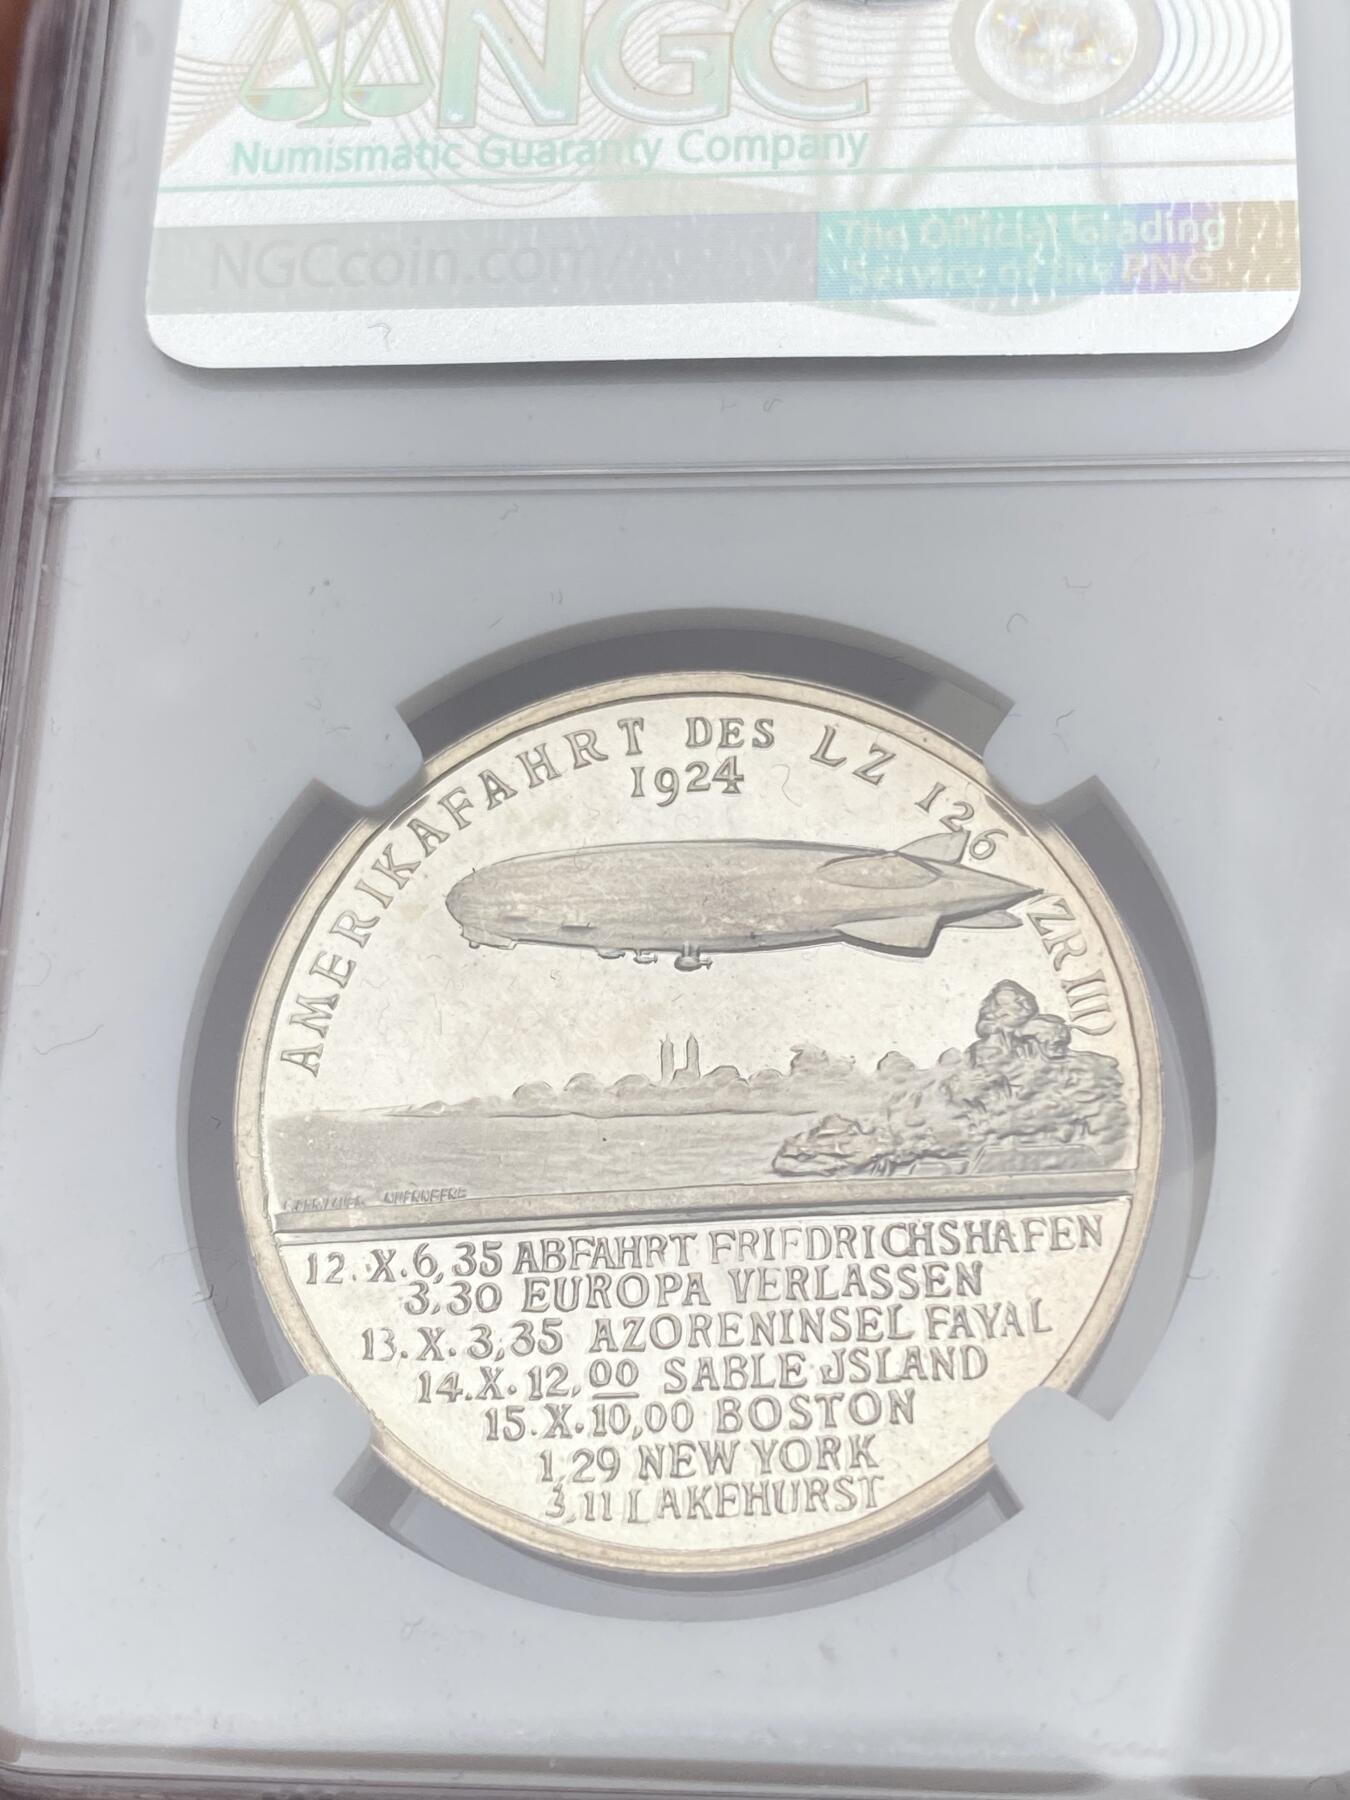 NGC
Numismatic Guaranty Company
NGCcoin.com
The Official Grading
Service of the PNG
AMERIKAFAHRT DES LZ 126 (ZR III)
1924
NUERNBERG
12.X.6,35 ABFAHRT FRIEDRICHSHAFEN
3,30 EUROPA VERLASSEN
13.X.3,35 AZORENINSEL FAYAL
14.X.12,00 SABLE JSLAND
15.X.10,00 BOSTON
1,29 NEW YORK
3,11 LAKEHURST